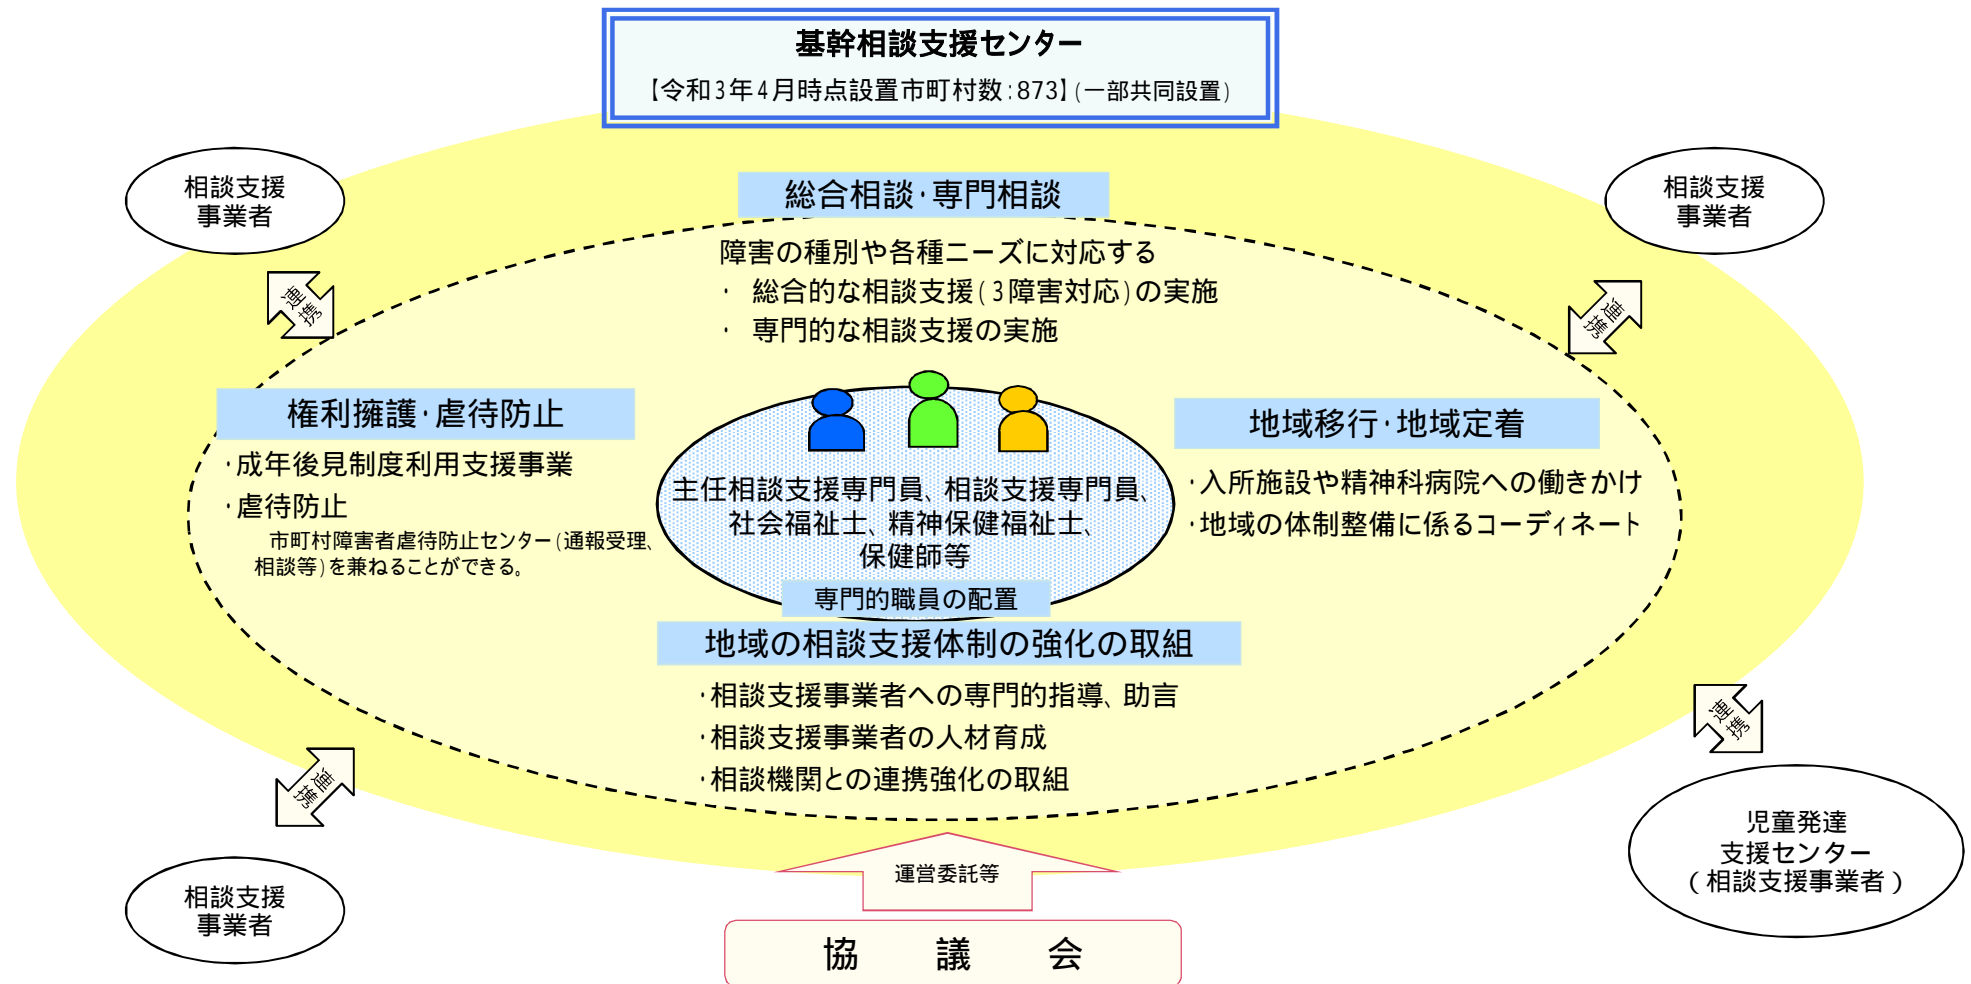 基幹相談支援センター
【令和3年4月時点設置市町村数:873】(一部共同設置)
相談支援
事業者
相談支援
事業者
総合相談・専門相談
障害の種別や各種ニーズに対応する
・ 総合的な相談支援(3障害対応)の実施
・ 専門的な相談支援の実施
連携
連携
権利擁護・虐待防止
・成年後見制度利用支援事業
・虐待防止
市町村障害者虐待防止センター(通報受理、
相談等)を兼ねることができる。
主任相談支援専門員、相談支援専門員、
社会福祉士、精神保健福祉士、
保健師等
専門的職員の配置
地域移行・地域定着
・入所施設や精神科病院への働きかけ
・地域の体制整備に係るコーディネート
地域の相談支援体制の強化の取組
・相談支援事業者への専門的指導、助言
・相談支援事業者の人材育成
・相談機関との連携強化の取組
連携
連携
相談支援
事業者
児童発達
支援センター
(相談支援事業者)
運営委託等
協 議 会